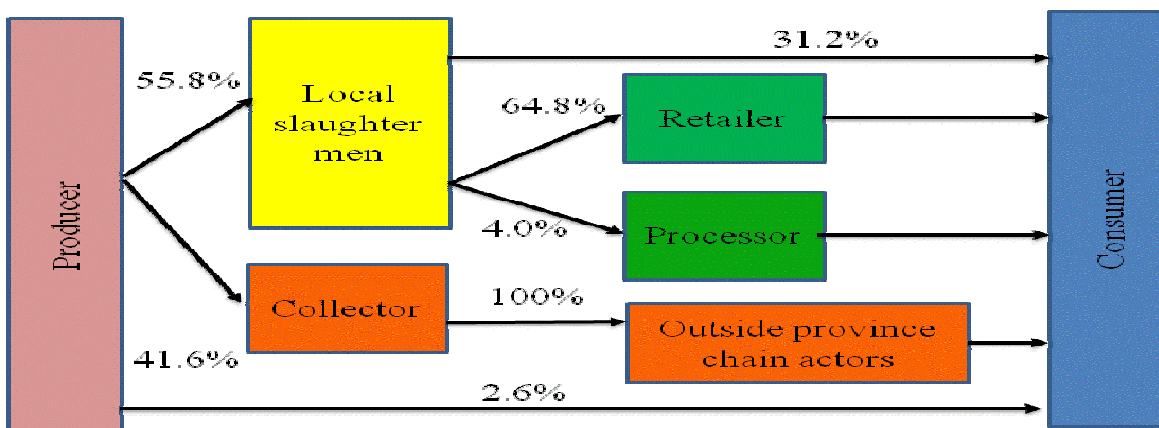 Producer
55.8%
41.6%
2.6%
Local
slaughter
men
Collector
31.2%
64.8%
4.0%
100%
Retailer
Processor
Outside province
chain actors
Consumer